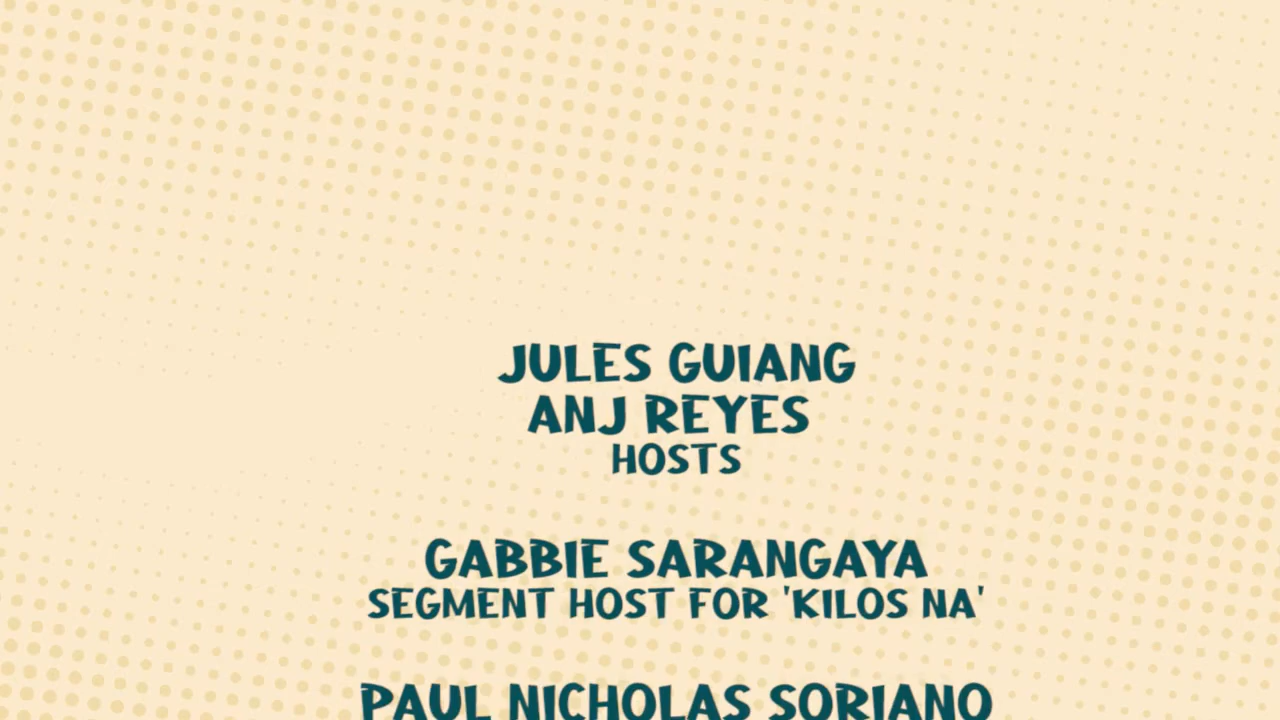 JULES GUIANG
ANJ REYES
HOSTS
GABBIE SARANGAYA
SEGMENT HOST FOR 'KILOS NA'
PAUL NICHOLAS SORIANO